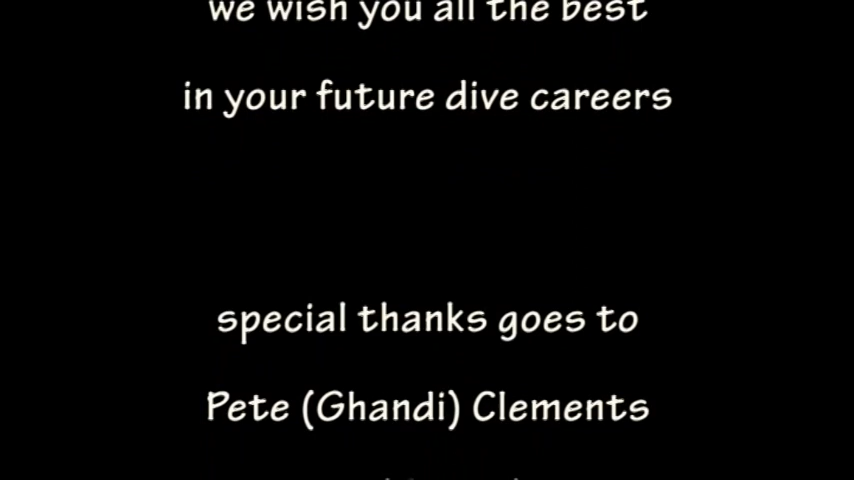 we wish you all the best
in your future dive careers
special thanks goes to
Pete (Ghandi) Clements